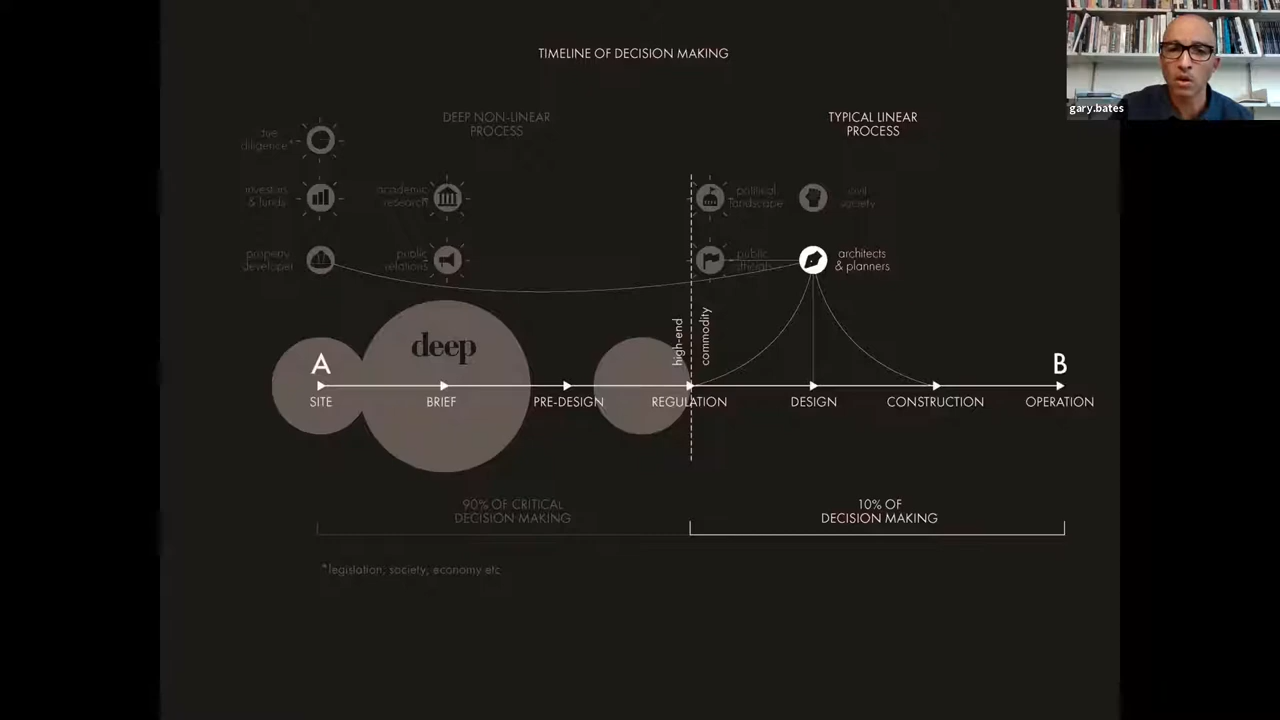 gary.bates
TIMELINE OF DECISION MAKING
DEEP NON-LINEAR
PROCESS
TYPICAL LINEAR
PROCESS
due
diligence*
investors
& funds
academic
research
political
landscape
civil
society
property
developer
public
relations
public
officials
architects
& planners
high-end
commodity
deep
A
B
SITE
BRIEF
PRE-DESIGN
REGULATION
DESIGN
CONSTRUCTION
OPERATION
90% OF CRITICAL
DECISION MAKING
10% OF
DECISION MAKING
*legislation, society, economy etc